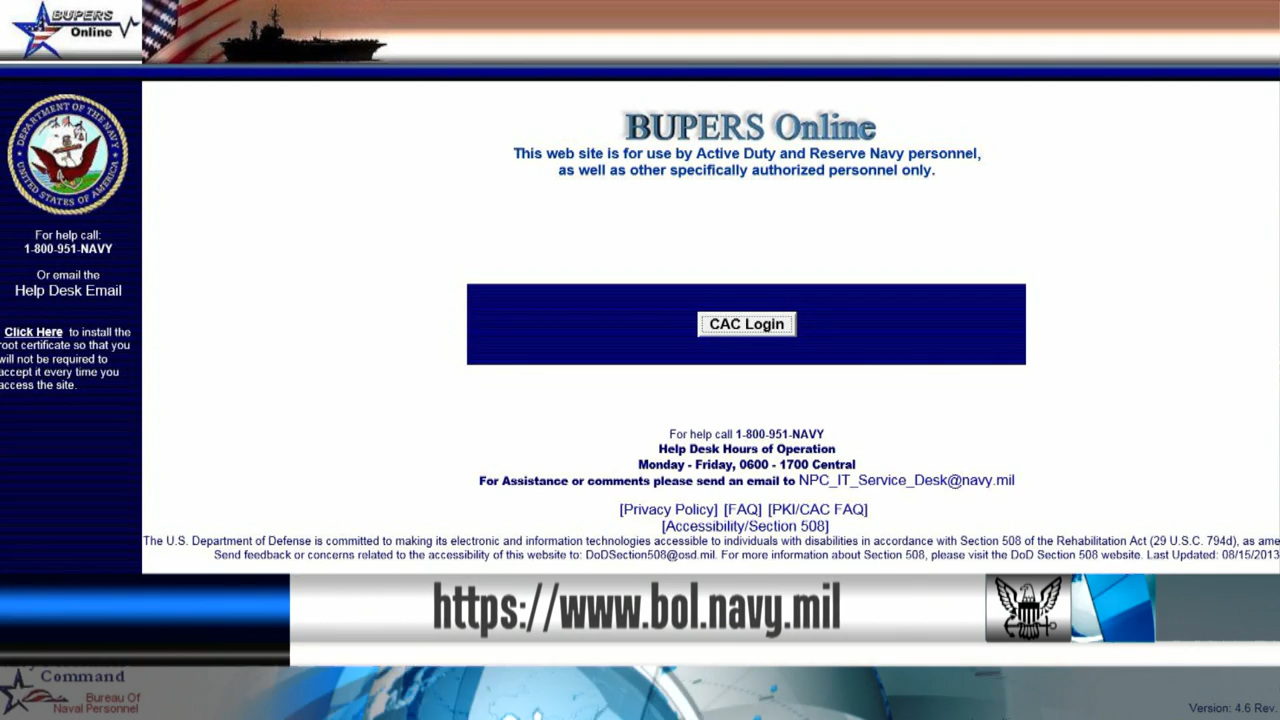 BUPERS
Online
DEPARTMENT OF THE NAVY
UNITED STATES OF AMERICA
For help call:
1-800-951-NAVY
Or email the
Help Desk Email
Click Here to install the
root certificate so that you
will not be required to
accept it every time you
access the site.
BUPERS Online
This web site is for use by Active Duty and Reserve Navy personnel,
as well as other specifically authorized personnel only.
CAC Login
For help call 1-800-951-NAVY
Help Desk Hours of Operation
Monday - Friday, 0600 - 1700 Central
For Assistance or comments please send an email to NPC_IT_Service_Desk@navy.mil
[Privacy Policy] [FAQ] [PKI/CAC FAQ]
[Accessibility/Section 508]
The U.S. Department of Defense is committed to making its electronic and information technologies accessible to individuals with disabilities in accordance with Section 508 of the Rehabilitation Act (29 U.S.C. 794d), as ame
Send feedback or concerns related to the accessibility of this website to: DoDSection508@osd.mil. For more information about Section 508, please visit the DoD Section 508 website. Last Updated: 08/15/2013
https://www.bol.navy.mil
Command
Bureau Of
Naval Personnel
Version: 4.6 Rev.